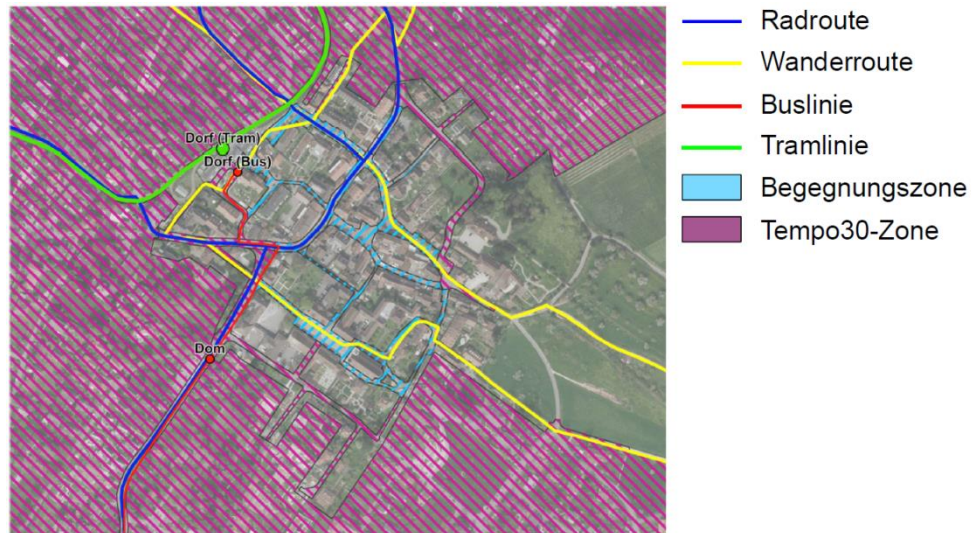 Radroute
Wanderroute
Buslinie
Tramlinie
Begegnungszone
Tempo30-Zone
Dorf (Tram)
Dorf (Bus)
Dom